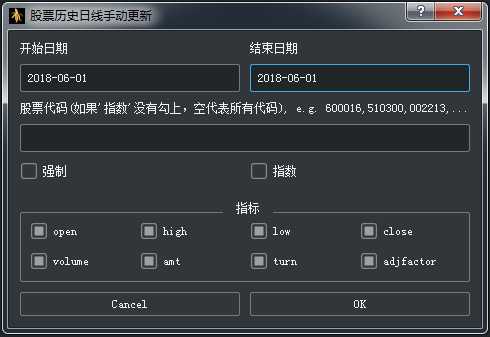 股票历史日线手动更新
开始日期 结束日期
2018-06-01 2018-06-01
股票代码(如果'指数'没有勾上，空代表所有代码), e.g. 600016,510300,002213,...
强制 指数
指标
open high low close
volume amt turn adjfactor
Cancel OK